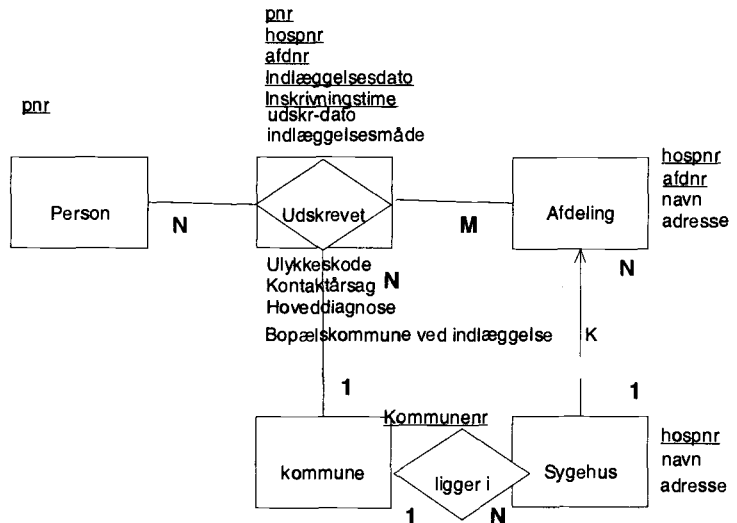 pnr
hospnr
afdnr
Indlæggelsesdato
Inskrivningstime
udskr-dato
indlæggelsesmåde
pnr
Person
N
Udskrevet
M
Afdeling
hospnr
afdnr
navn
adresse
N
Ulykkeskode
Kontaktårsag
Hoveddiagnose
N
Bopælskommune ved indlæggelse
K
1
1
Kommunenr
kommune
ligger i
Sygehus
hospnr
navn
adresse
1
N